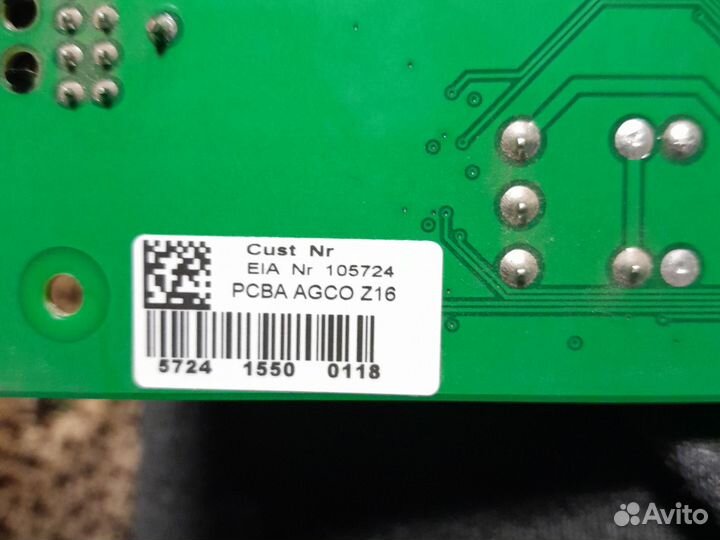 Cust Nr
EIA Nr 105724
PCBA AGCO Z16
5724 1550 0118
Avito